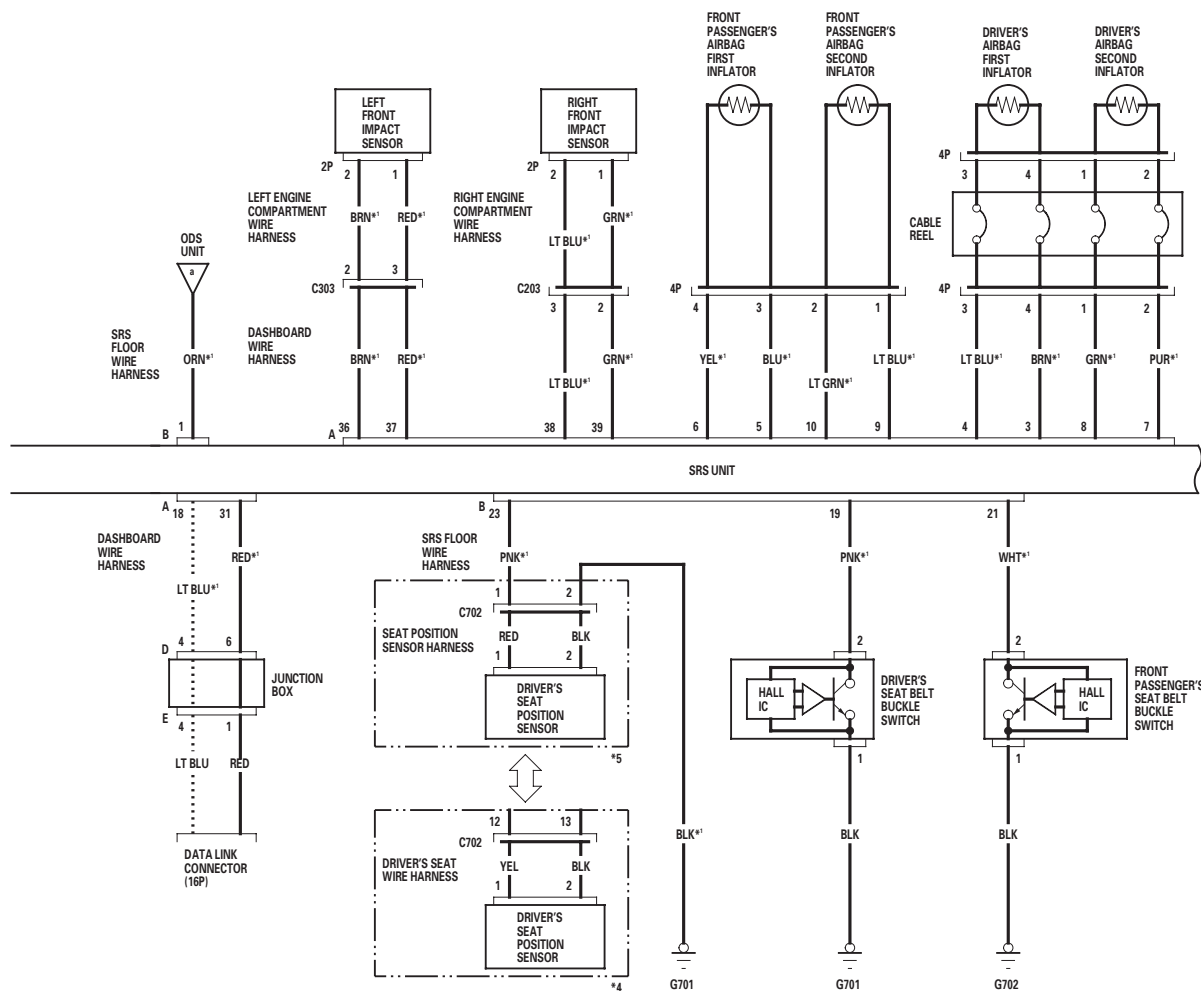 FRONT
PASSENGER'S
AIRBAG
FIRST
INFLATOR
FRONT
PASSENGER'S
AIRBAG
SECOND
INFLATOR
DRIVER'S
AIRBAG
FIRST
INFLATOR
DRIVER'S
AIRBAG
SECOND
INFLATOR
LEFT
FRONT
IMPACT
SENSOR
RIGHT
FRONT
IMPACT
SENSOR
2P
2 1
2P
2 1
4P
3 4 1 2
LEFT ENGINE
COMPARTMENT
WIRE
HARNESS
BRN*1 RED*1
RIGHT ENGINE
COMPARTMENT
WIRE
HARNESS
GRN*1
LT BLU*1
CABLE
REEL
ODS
UNIT
a
2 3
C303
C203
3 2
4P
4 3 2 1
4P
3 4 1 2
SRS
FLOOR
WIRE
HARNESS
ORN*1
DASHBOARD
WIRE
HARNESS
BRN*1 RED*1
GRN*1
LT BLU*1
YEL*1 BLU*1
LT GRN*1
LT BLU*1
LT BLU*1 BRN*1 GRN*1 PUR*1
B 1
A 36 37 38 39 6 5 10 9 4 3 8 7
SRS UNIT
A 18 31
B 23 19 21
DASHBOARD
WIRE
HARNESS
RED*1
LT BLU*1
SRS FLOOR
WIRE
HARNESS
PNK*1
PNK*1
WHT*1
1 2
C702
SEAT POSITION
SENSOR HARNESS
RED BLK
1 2
DRIVER'S
SEAT
POSITION
SENSOR
*5
D 4 6
JUNCTION
BOX
E 4 1
LT BLU RED
DATA LINK
CONNECTOR
(16P)
2
HALL
IC
DRIVER'S
SEAT BELT
BUCKLE
SWITCH
1
2
HALL
IC
FRONT
PASSENGER'S
SEAT BELT
BUCKLE
SWITCH
1
12 13
C702
DRIVER'S SEAT
WIRE HARNESS
YEL BLK
1 2
DRIVER'S
SEAT
POSITION
SENSOR
*4
BLK*1
BLK
BLK
G701
G701
G702